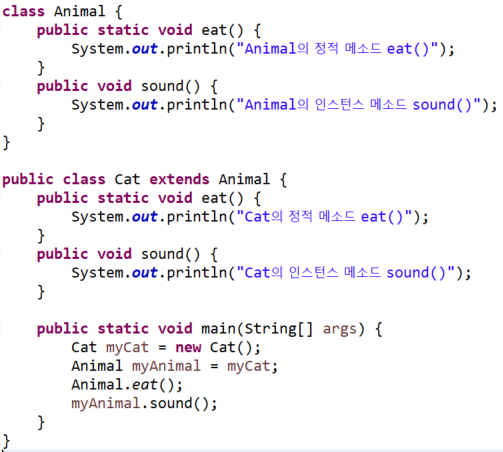 class Animal {
    public static void eat() {
        System.out.println("Animal의 정적 메소드 eat()");
    }
    public void sound() {
        System.out.println("Animal의 인스턴스 메소드 sound()");
    }
}

public class Cat extends Animal {
    public static void eat() {
        System.out.println("Cat의 정적 메소드 eat()");
    }
    public void sound() {
        System.out.println("Cat의 인스턴스 메소드 sound()");
    }

    public static void main(String[] args) {
        Cat myCat = new Cat();
        Animal myAnimal = myCat;
        Animal.eat();
        myAnimal.sound();
    }
}